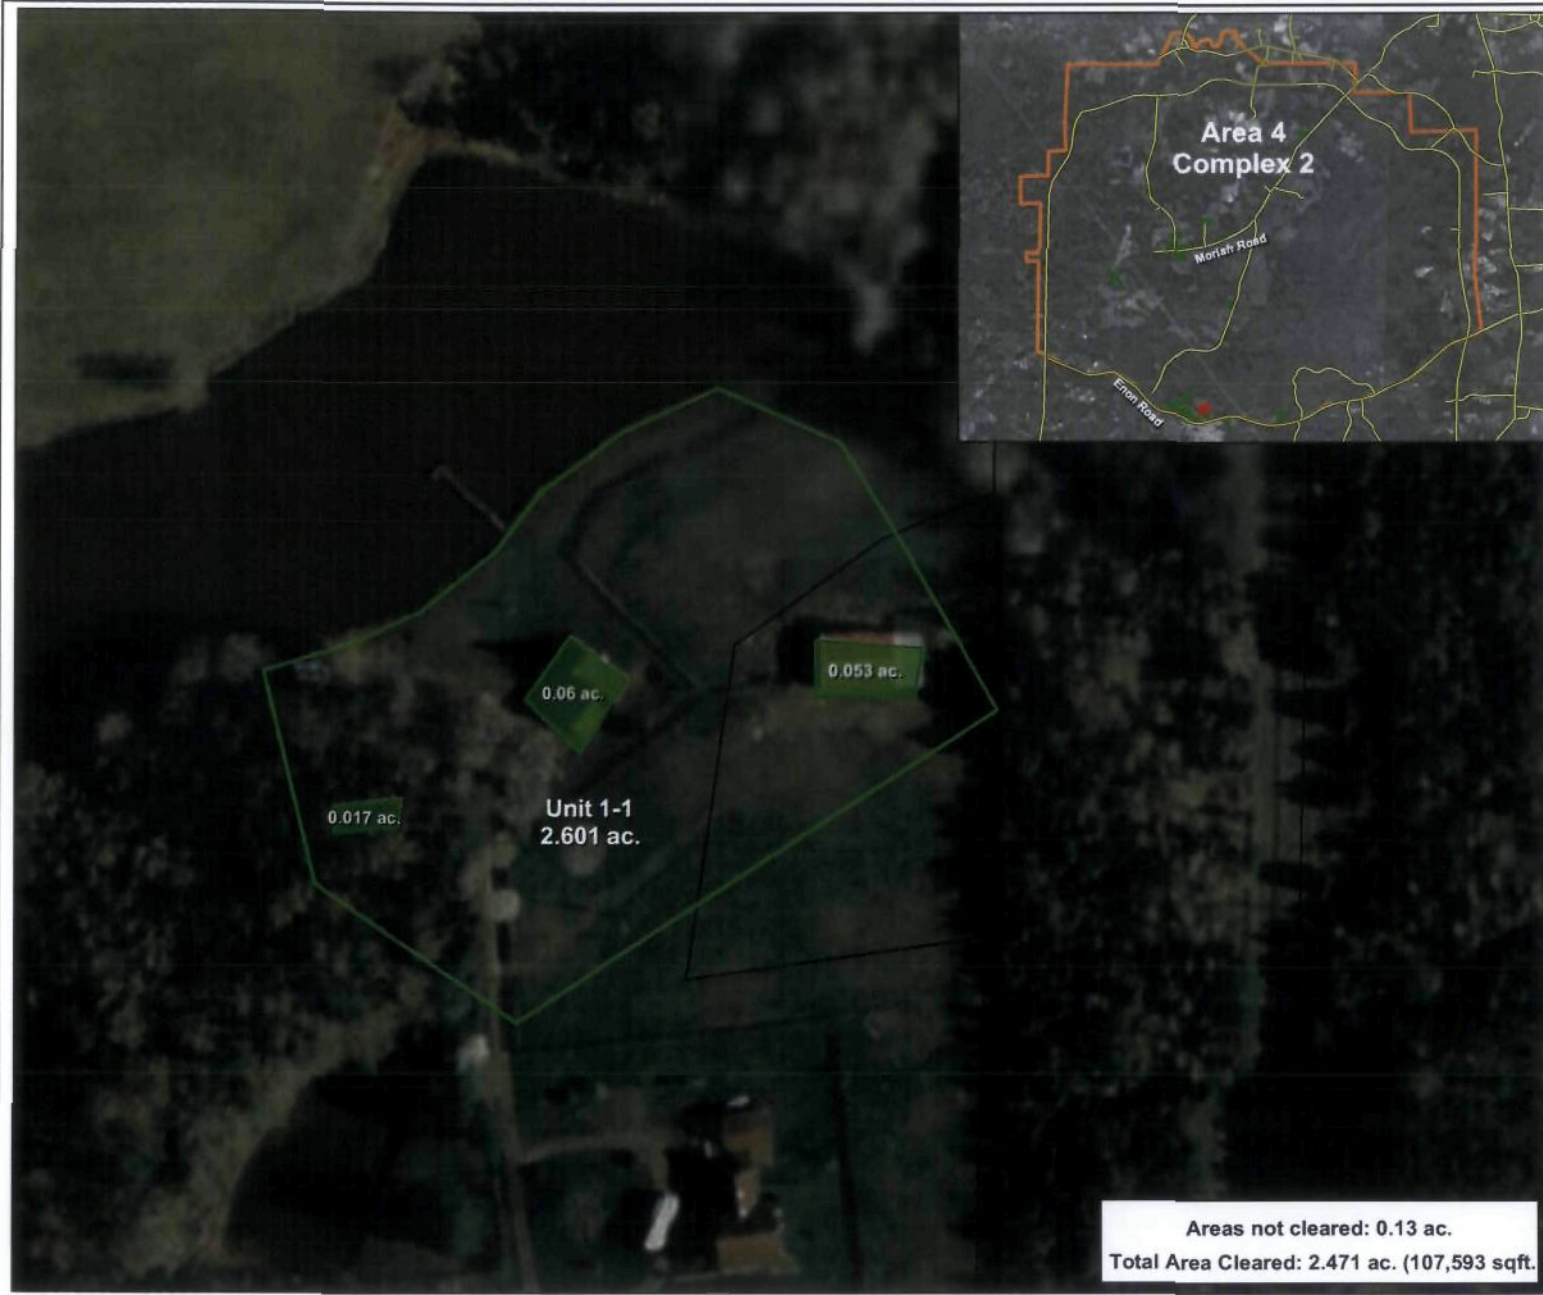 Area 4
Complex 2
Moriah Road
Enon Road
0.06 ac.
0.053 ac.
0.017 ac.
Unit 1-1
2.601 ac.
Areas not cleared: 0.13 ac.
Total Area Cleared: 2.471 ac. (107,593 sqft.